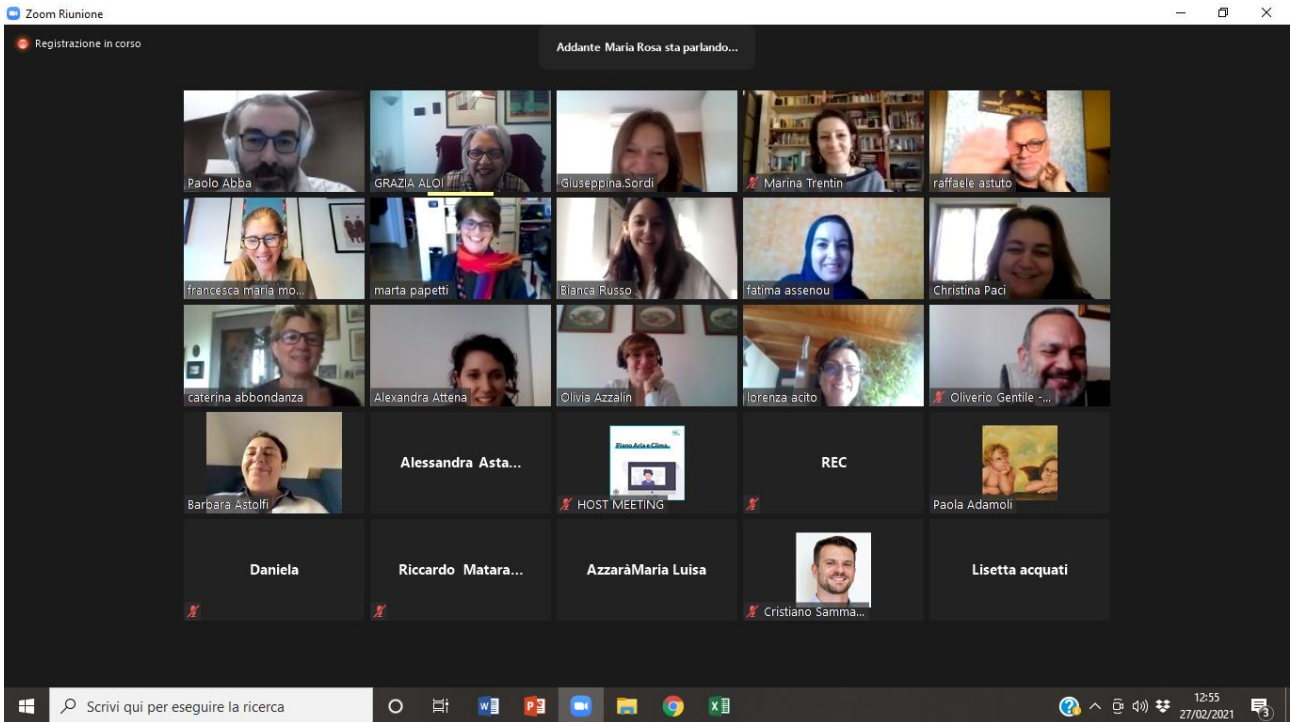 Zoom Riunione
Registrazione in corso
Addante Maria Rosa sta parlando...
Paolo Abba
GRAZIA ALOI
Giuseppina.Sordi
Marina Trentin
raffaele astuto
francesca maria mo...
marta papetti
Bianca Russo
fatima assenou
Christina Paci
caterina abbondanza
Alexandra Attena
Olivia Azzalin
lorenza acito
Oliverio Gentile -...
Barbara Astolfi
Alessandra Asta...
Piano Aria e Clima
HOST MEETING
REC
Paola Adamoli
Daniela
Riccardo Matara...
AzzaràMaria Luisa
Cristiano Samma...
Lisetta acquati
Scrivi qui per eseguire la ricerca
12:55
27/02/2021
3